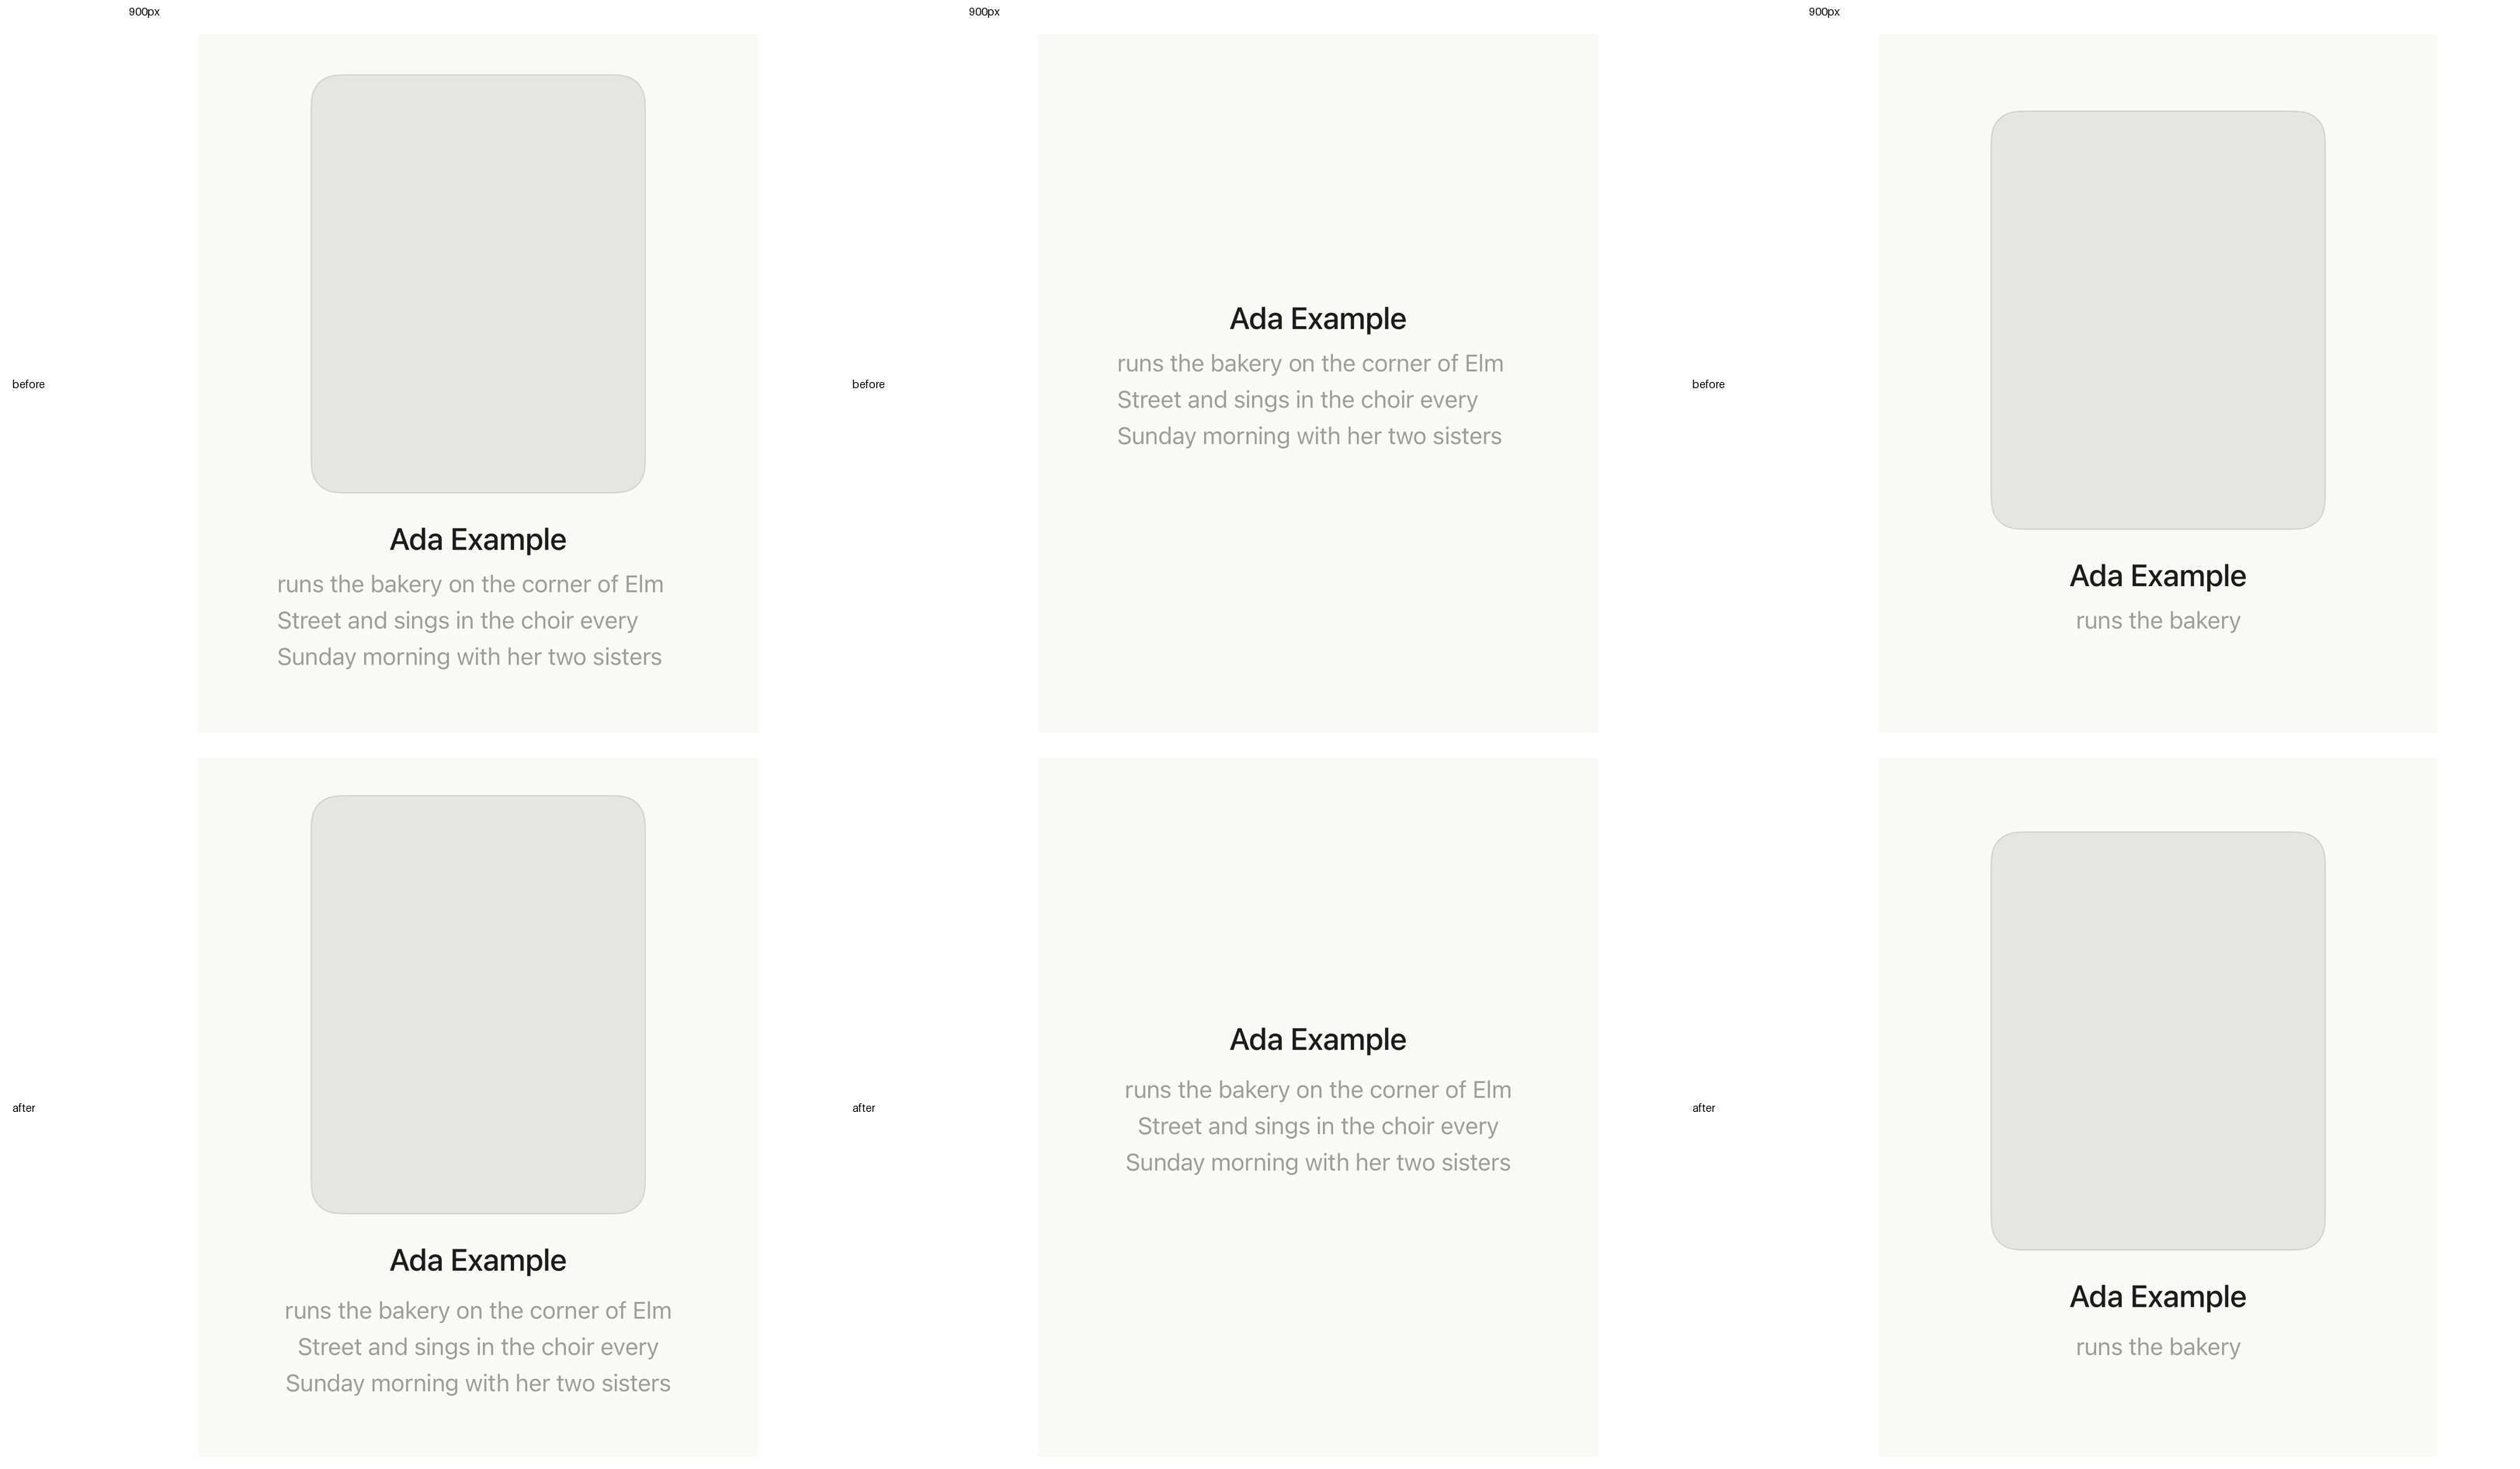 900px
before
Ada Example
runs the bakery on the corner of Elm
Street and sings in the choir every
Sunday morning with her two sisters
after
Ada Example
runs the bakery on the corner of Elm
Street and sings in the choir every
Sunday morning with her two sisters
900px
before
Ada Example
runs the bakery on the corner of Elm
Street and sings in the choir every
Sunday morning with her two sisters
after
Ada Example
runs the bakery on the corner of Elm
Street and sings in the choir every
Sunday morning with her two sisters
900px
before
Ada Example
runs the bakery
after
Ada Example
runs the bakery